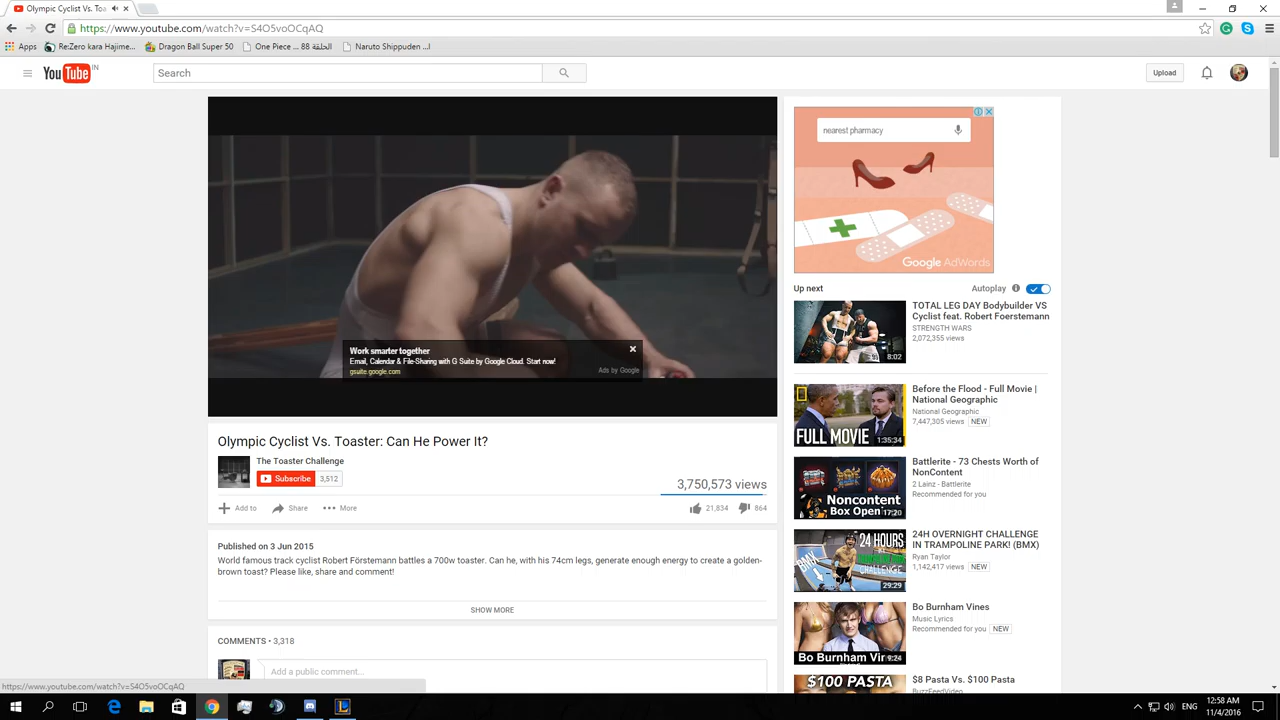 Olympic Cyclist Vs. Toa
https://www.youtube.com/watch?v=S4O5voOCqAQ
Apps
Re:Zero kara Hajime...
Dragon Ball Super 50
One Piece ... 88 الحلقة
Naruto Shippuden ...l
YouTube IN
Search
Upload
Work smarter together
Email, Calendar & File-Sharing with G Suite by Google Cloud. Start now!
gsuite.google.com
Ads by Google
Olympic Cyclist Vs. Toaster: Can He Power It?
The Toaster Challenge
Subscribe 3,512
3,750,573 views
Add to Share More
21,834 864
Published on 3 Jun 2015
World famous track cyclist Robert Förstemann battles a 700w toaster. Can he, with his 74cm legs, generate enough energy to create a golden-
brown toast? Please like, share and comment!
SHOW MORE
COMMENTS • 3,318
Add a public comment...
nearest pharmacy
Google AdWords
Up next
Autoplay
TOTAL LEG DAY Bodybuilder VS
Cyclist feat. Robert Foerstemann
STRENGTH WARS
2,072,355 views
8:02
Before the Flood - Full Movie |
National Geographic
National Geographic
7,447,305 views NEW
FULL MOVIE
1:35:34
Battlerite - 73 Chests Worth of
NonContent
2 Lainz - Battlerite
Recommended for you
Noncontent
Box Open
17:20
24H OVERNIGHT CHALLENGE
IN TRAMPOLINE PARK! (BMX)
Ryan Taylor
1,142,417 views NEW
24 HOURS
BMX
CHALLENGE
29:29
Bo Burnham Vines
Music Lyrics
Recommended for you NEW
Bo Burnham Vir
9:24
$8 Pasta Vs. $100 Pasta
BuzzFeedVideo
$100 PASTA
https://www.youtube.com/watch?v=S4O5voOCqAQ
ENG
12:58 AM
11/4/2016